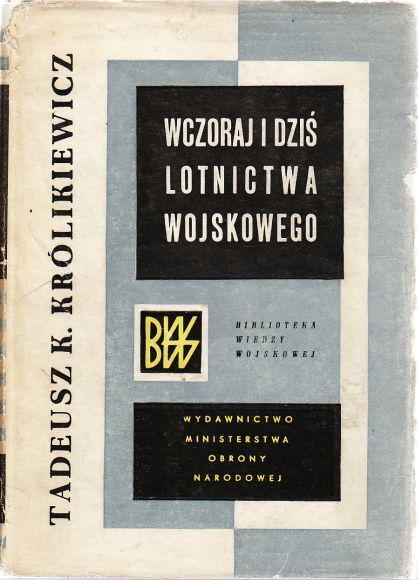 TADEUSZ K. KRÓLIKIEWICZ
WCZORAJ I DZIŚ
LOTNICTWA
WOJSKOWEGO
BWW
BIBLIOTEKA
WIEDZY
WOJSKOWEJ
WYDAWNICTWO
MINISTERSTWA
OBRONY
NARODOWEJ